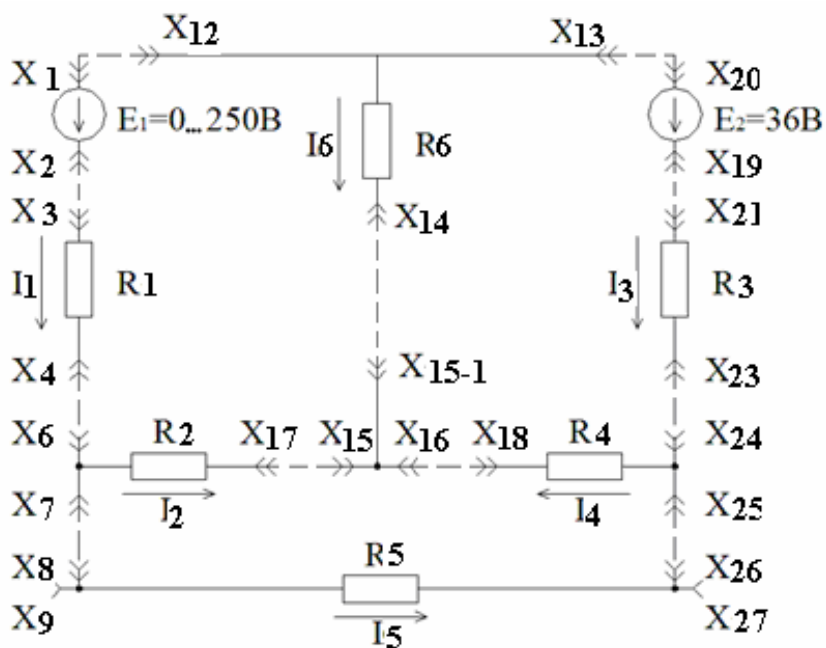 X12 X13
X1 X20
E1=0...250В E2=36В
I6 R6
X2 X19
X3 X14 X21
I1 R1 I3 R3
X4 X15-1 X23
X6 R2 X17 X15 X16 X18 R4 X24
X7 I2 I4 X25
X8 R5 X26
X9 I5 X27